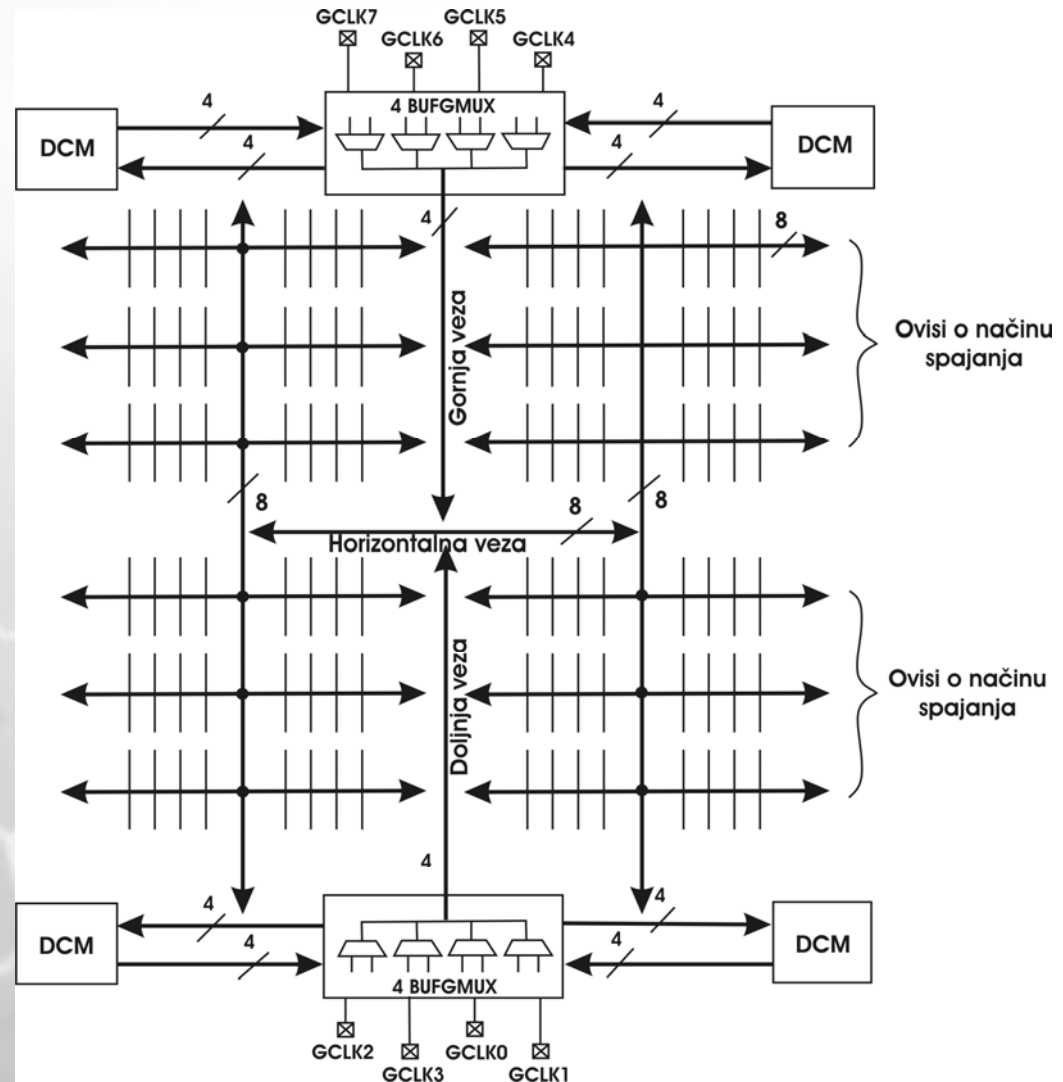 GCLK7
GCLK5
GCLK6
GCLK4
4 BUFGMUX
4
4
DCM
DCM
4
4
4
8
Gornja veza
Ovisi o načinu
spajanja
8
8
8
Horizontalna veza
Doljnja veza
Ovisi o načinu
spajanja
4
4
4
DCM
DCM
4
4
4 BUFGMUX
GCLK2
GCLK0
GCLK3
GCLK1